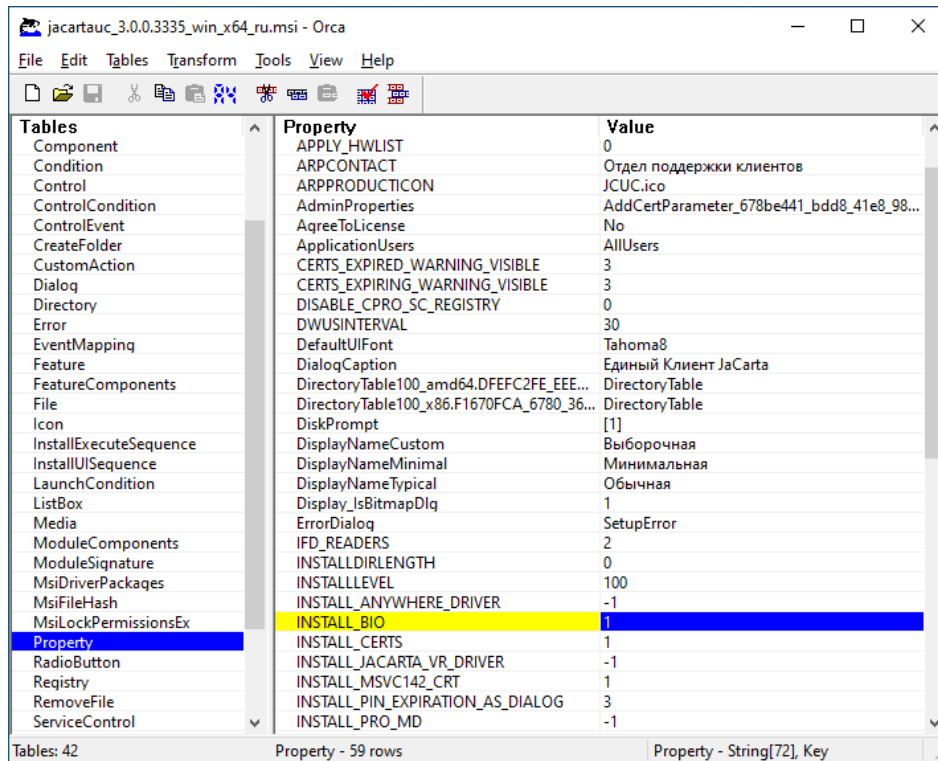 jacartauc_3.0.0.3335_win_x64_ru.msi - Orca
File Edit Tables Transform Tools View Help
Tables
Component
Condition
Control
ControlCondition
ControlEvent
CreateFolder
CustomAction
Dialog
Directory
Error
EventMapping
Feature
FeatureComponents
File
Icon
InstallExecuteSequence
InstallUISequence
LaunchCondition
ListBox
Media
ModuleComponents
ModuleSignature
MsiDriverPackages
MsiFileHash
MsiLockPermissionsEx
Property
RadioButton
Registry
RemoveFile
ServiceControl
Property Value
APPLY_HWLIST 0
ARPCONTACT Отдел поддержки клиентов
ARPPRODUCTICON JCUC.ico
AdminProperties AddCertParameter_678be441_bdd8_41e8_98...
AgreeToLicense No
ApplicationUsers AllUsers
CERTS_EXPIRED_WARNING_VISIBLE 3
CERTS_EXPIRING_WARNING_VISIBLE 3
DISABLE_CPRO_SC_REGISTRY 0
DWUSINTERVAL 30
DefaultUIFont Tahoma8
DialogCaption Единый Клиент JaCarta
DirectoryTable100_amd64.DFEFC2FE_EEE... DirectoryTable
DirectoryTable100_x86.F1670FCA_6780_36... DirectoryTable
DiskPrompt [1]
DisplayNameCustom Выборочная
DisplayNameMinimal Минимальная
DisplayNameTypical Обычная
Display_IsBitmapDlg 1
ErrorDialog SetupError
IFD_READERS 2
INSTALLDIRLENGTH 0
INSTALLLEVEL 100
INSTALL_ANYWHERE_DRIVER -1
INSTALL_BIO 1
INSTALL_CERTS 1
INSTALL_JACARTA_VR_DRIVER -1
INSTALL_MSVC142_CRT 1
INSTALL_PIN_EXPIRATION_AS_DIALOG 3
INSTALL_PRO_MD -1
Tables: 42 Property - 59 rows Property - String[72], Key